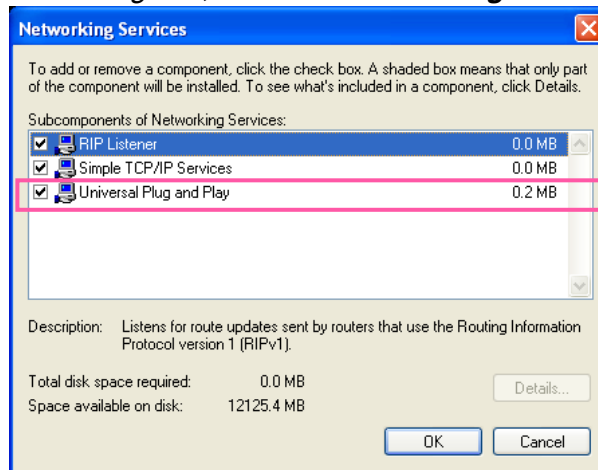 Networking Services
To add or remove a component, click the check box. A shaded box means that only part
of the component will be installed. To see what's included in a component, click Details.
Subcomponents of Networking Services:
RIP Listener 0.0 MB
Simple TCP/IP Services 0.0 MB
Universal Plug and Play 0.2 MB
Description: Listens for route updates sent by routers that use the Routing Information
Protocol version 1 (RIPv1).
Total disk space required: 0.0 MB
Details...
Space available on disk: 12125.4 MB
OK Cancel